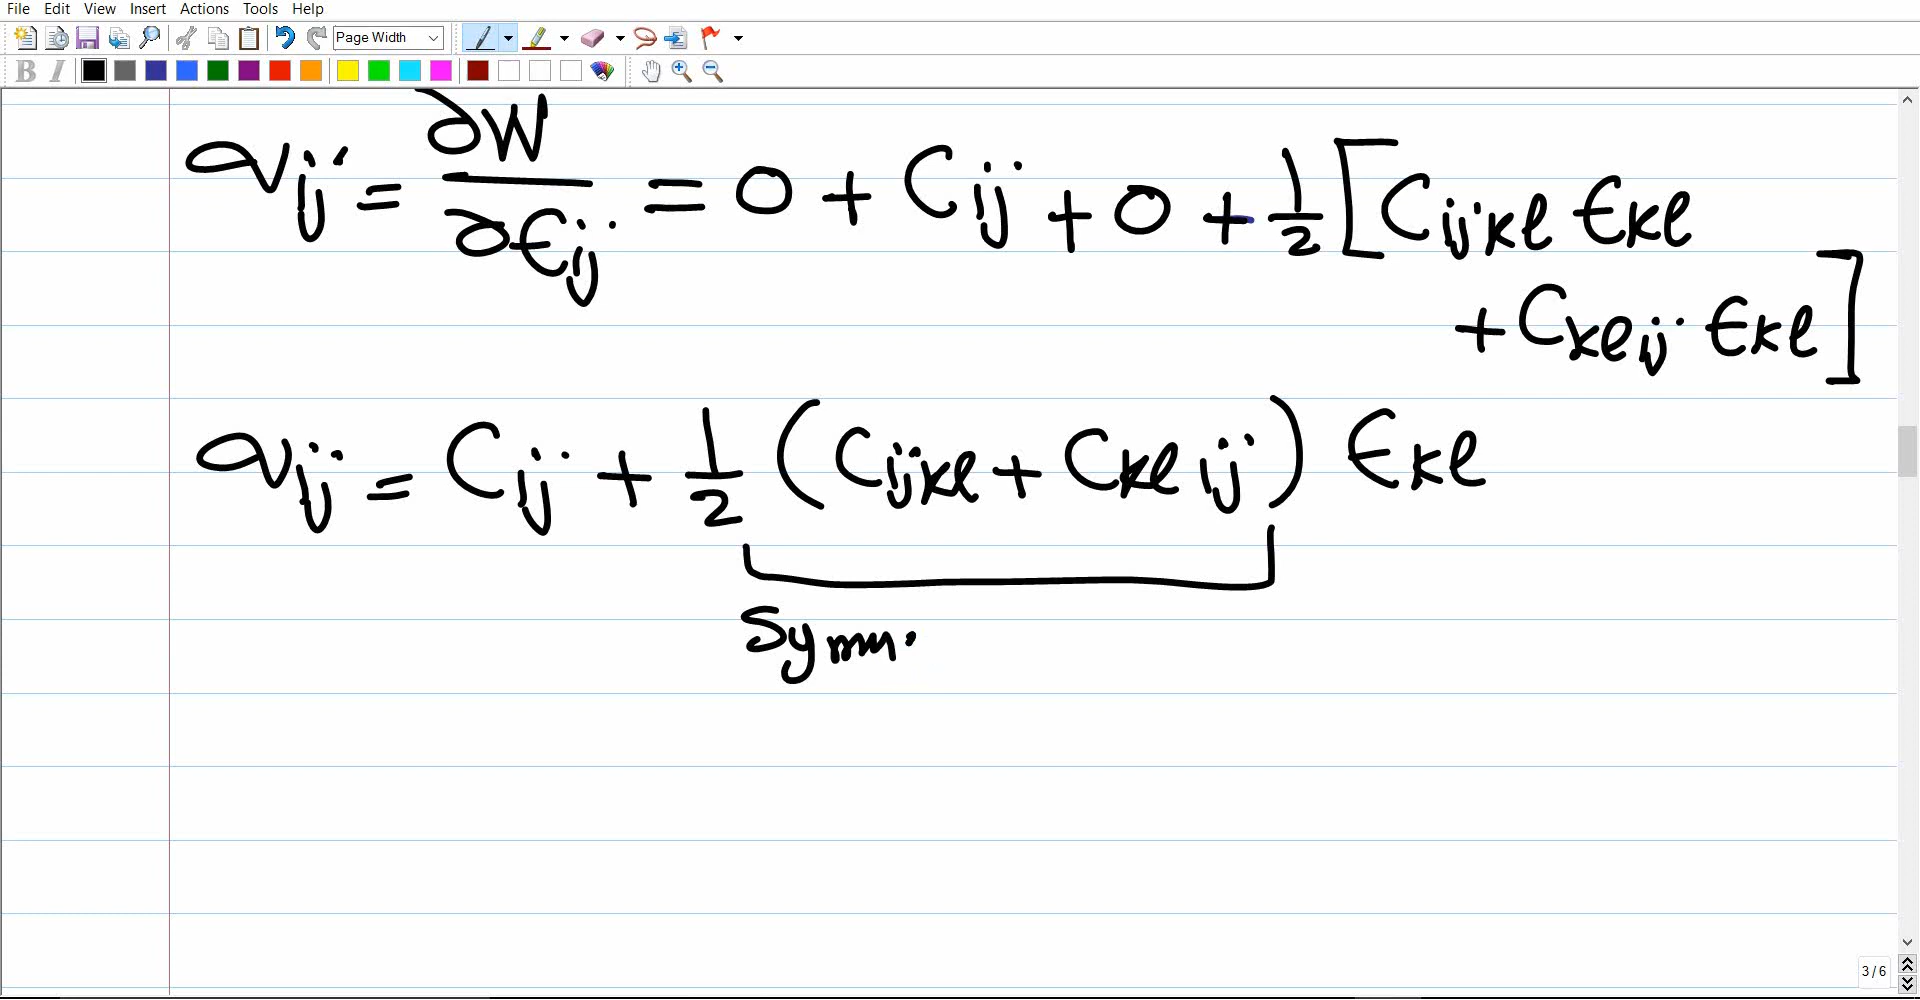 File Edit View Insert Actions Tools Help
Page Width
B I
σij = ∂W/∂ϵij = 0 + Cij + 0 + 1/2 [Cijkl ϵkl
+ Cklij ϵkl]
σij = Cij + 1/2 (Cijkl + Cklij) ϵkl
Symm.
3/6